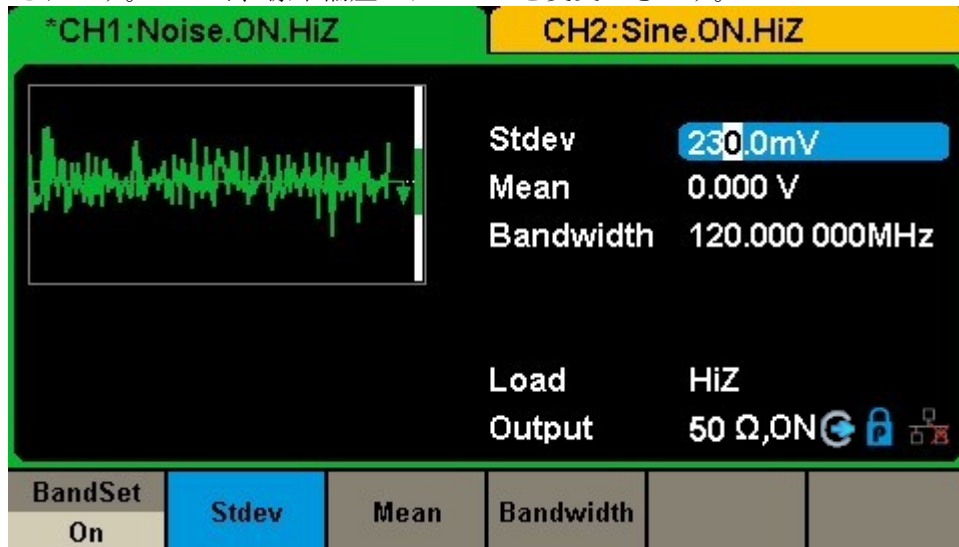 *CH1:Noise.ON.HiZ
CH2:Sine.ON.HiZ
Stdev 230.0mV
Mean 0.000 V
Bandwidth 120.000 000MHz
Load HiZ
Output 50 Ω,ON
P
BandSet
On
Stdev
Mean
Bandwidth